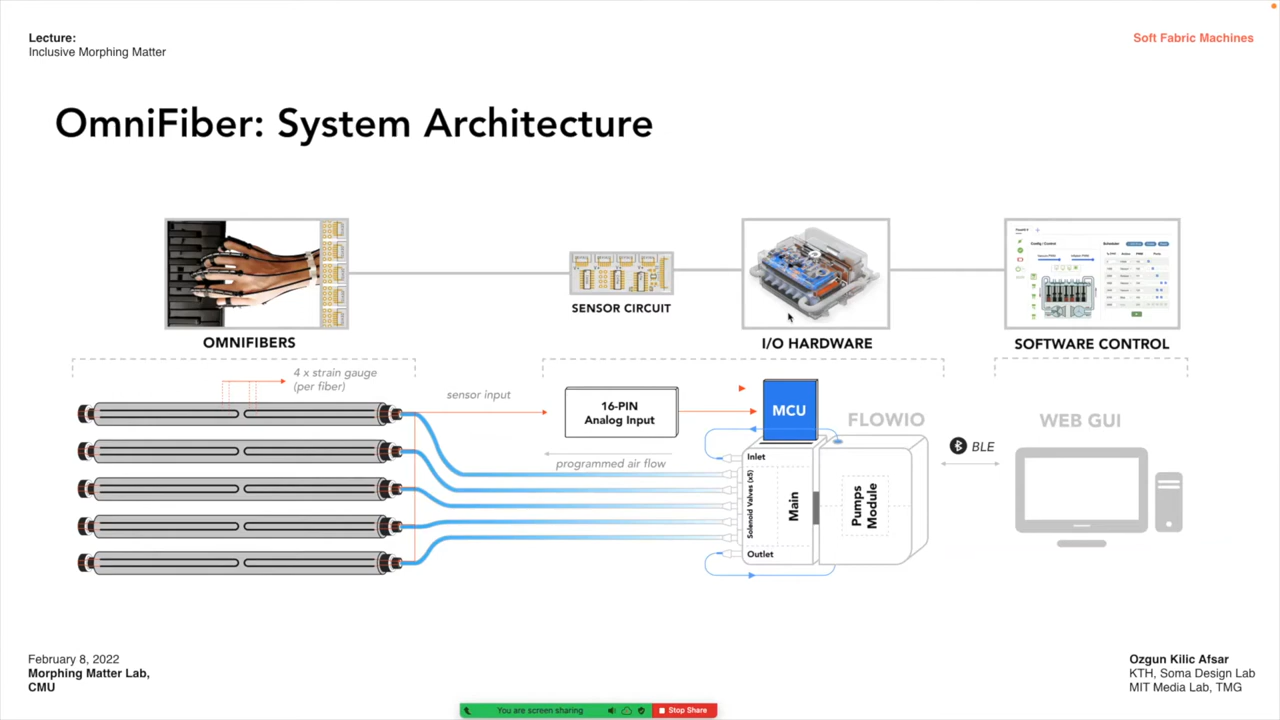 Lecture:
Inclusive Morphing Matter
Soft Fabric Machines
OmniFiber: System Architecture
OMNIFIBERS
SENSOR CIRCUIT
I/O HARDWARE
SOFTWARE CONTROL
4 x strain gauge
(per fiber)
sensor input
16-PIN
Analog Input
programmed air flow
MCU
FLOWIO
Inlet
Solenoid Valves (x5)
Main
Pumps
Module
Outlet
BLE
WEB GUI
February 8, 2022
Morphing Matter Lab,
CMU
Ozgun Kilic Afsar
KTH, Soma Design Lab
MIT Media Lab, TMG
You are screen sharing
Stop Share